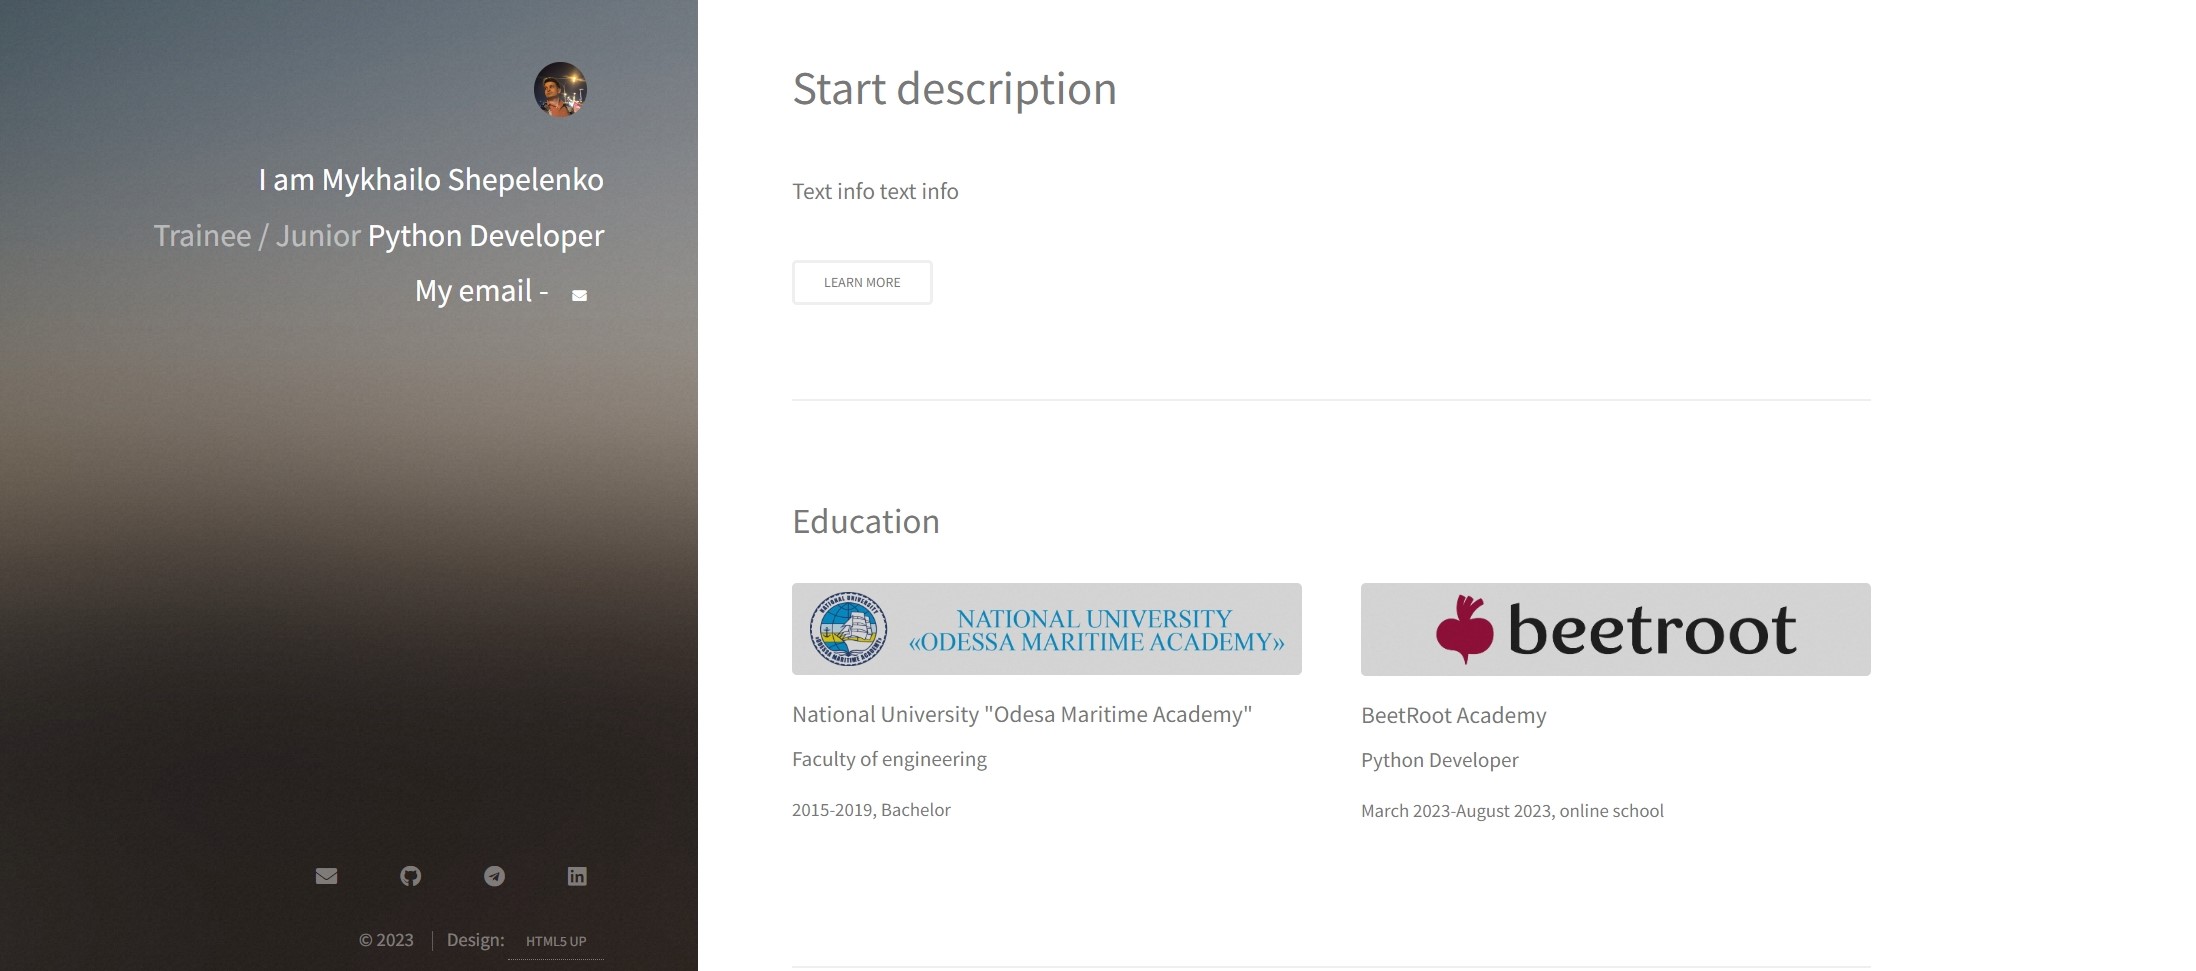 I am Mykhailo Shepelenko
Trainee / Junior Python Developer
My email -
© 2023
Design: HTML5 UP
Start description
Text info text info
LEARN MORE
Education
NATIONAL UNIVERSITY
«ODESSA MARITIME ACADEMY»
National University "Odesa Maritime Academy"
Faculty of engineering
2015-2019, Bachelor
beetroot
BeetRoot Academy
Python Developer
March 2023-August 2023, online school